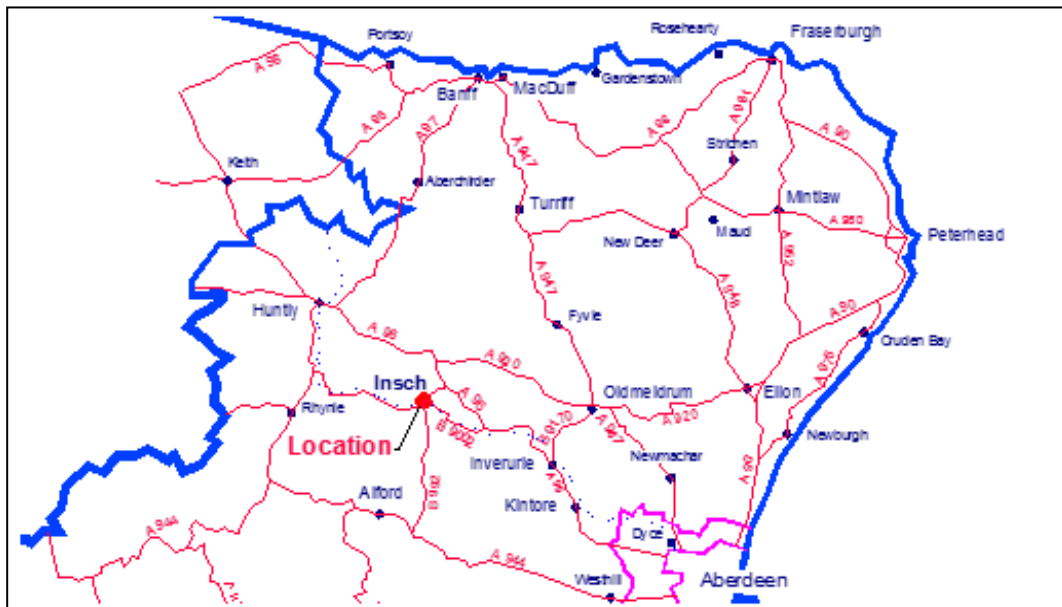 Rosehearty
Fraserburgh
Portsoy
Banff
MacDuff
Gardenstown
A 98
A 981
A 90
A 97
A 947
Strichen
Keith
Aberchirder
Turriff
Mintlaw
A 950
New Deer
Maud
Peterhead
A 952
A 947
A 948
Huntly
Fyvie
A 90
Cruden Bay
A 96
A 920
A 975
Insch
A 96
Oldmeldrum
Ellon
Rhynie
A 920
B 9002
B 9170
A 947
Newburgh
Location
Inverurie
Newmachar
A 96
Alford
B 992
Kintore
A 944
Dyce
A 944
Westhill
Aberdeen